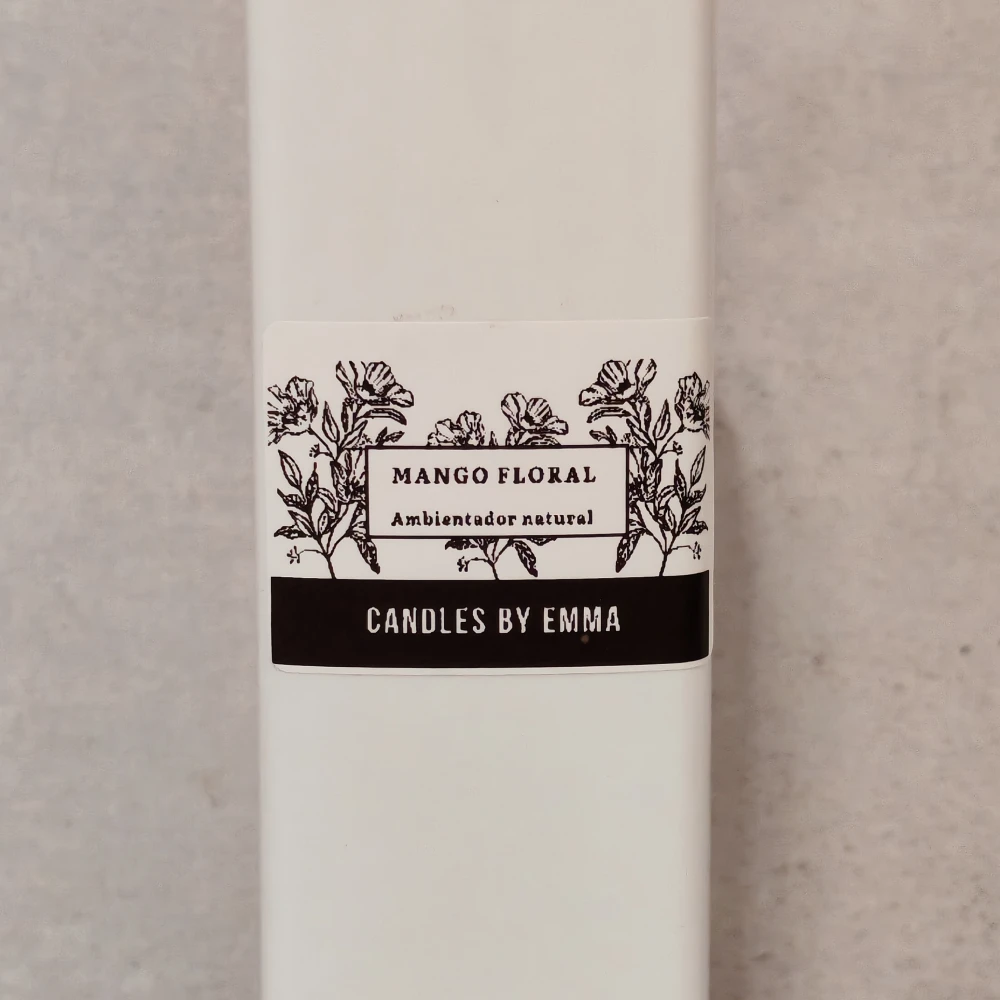 MANGO FLORAL
Ambientador natural
CANDLES BY EMMA